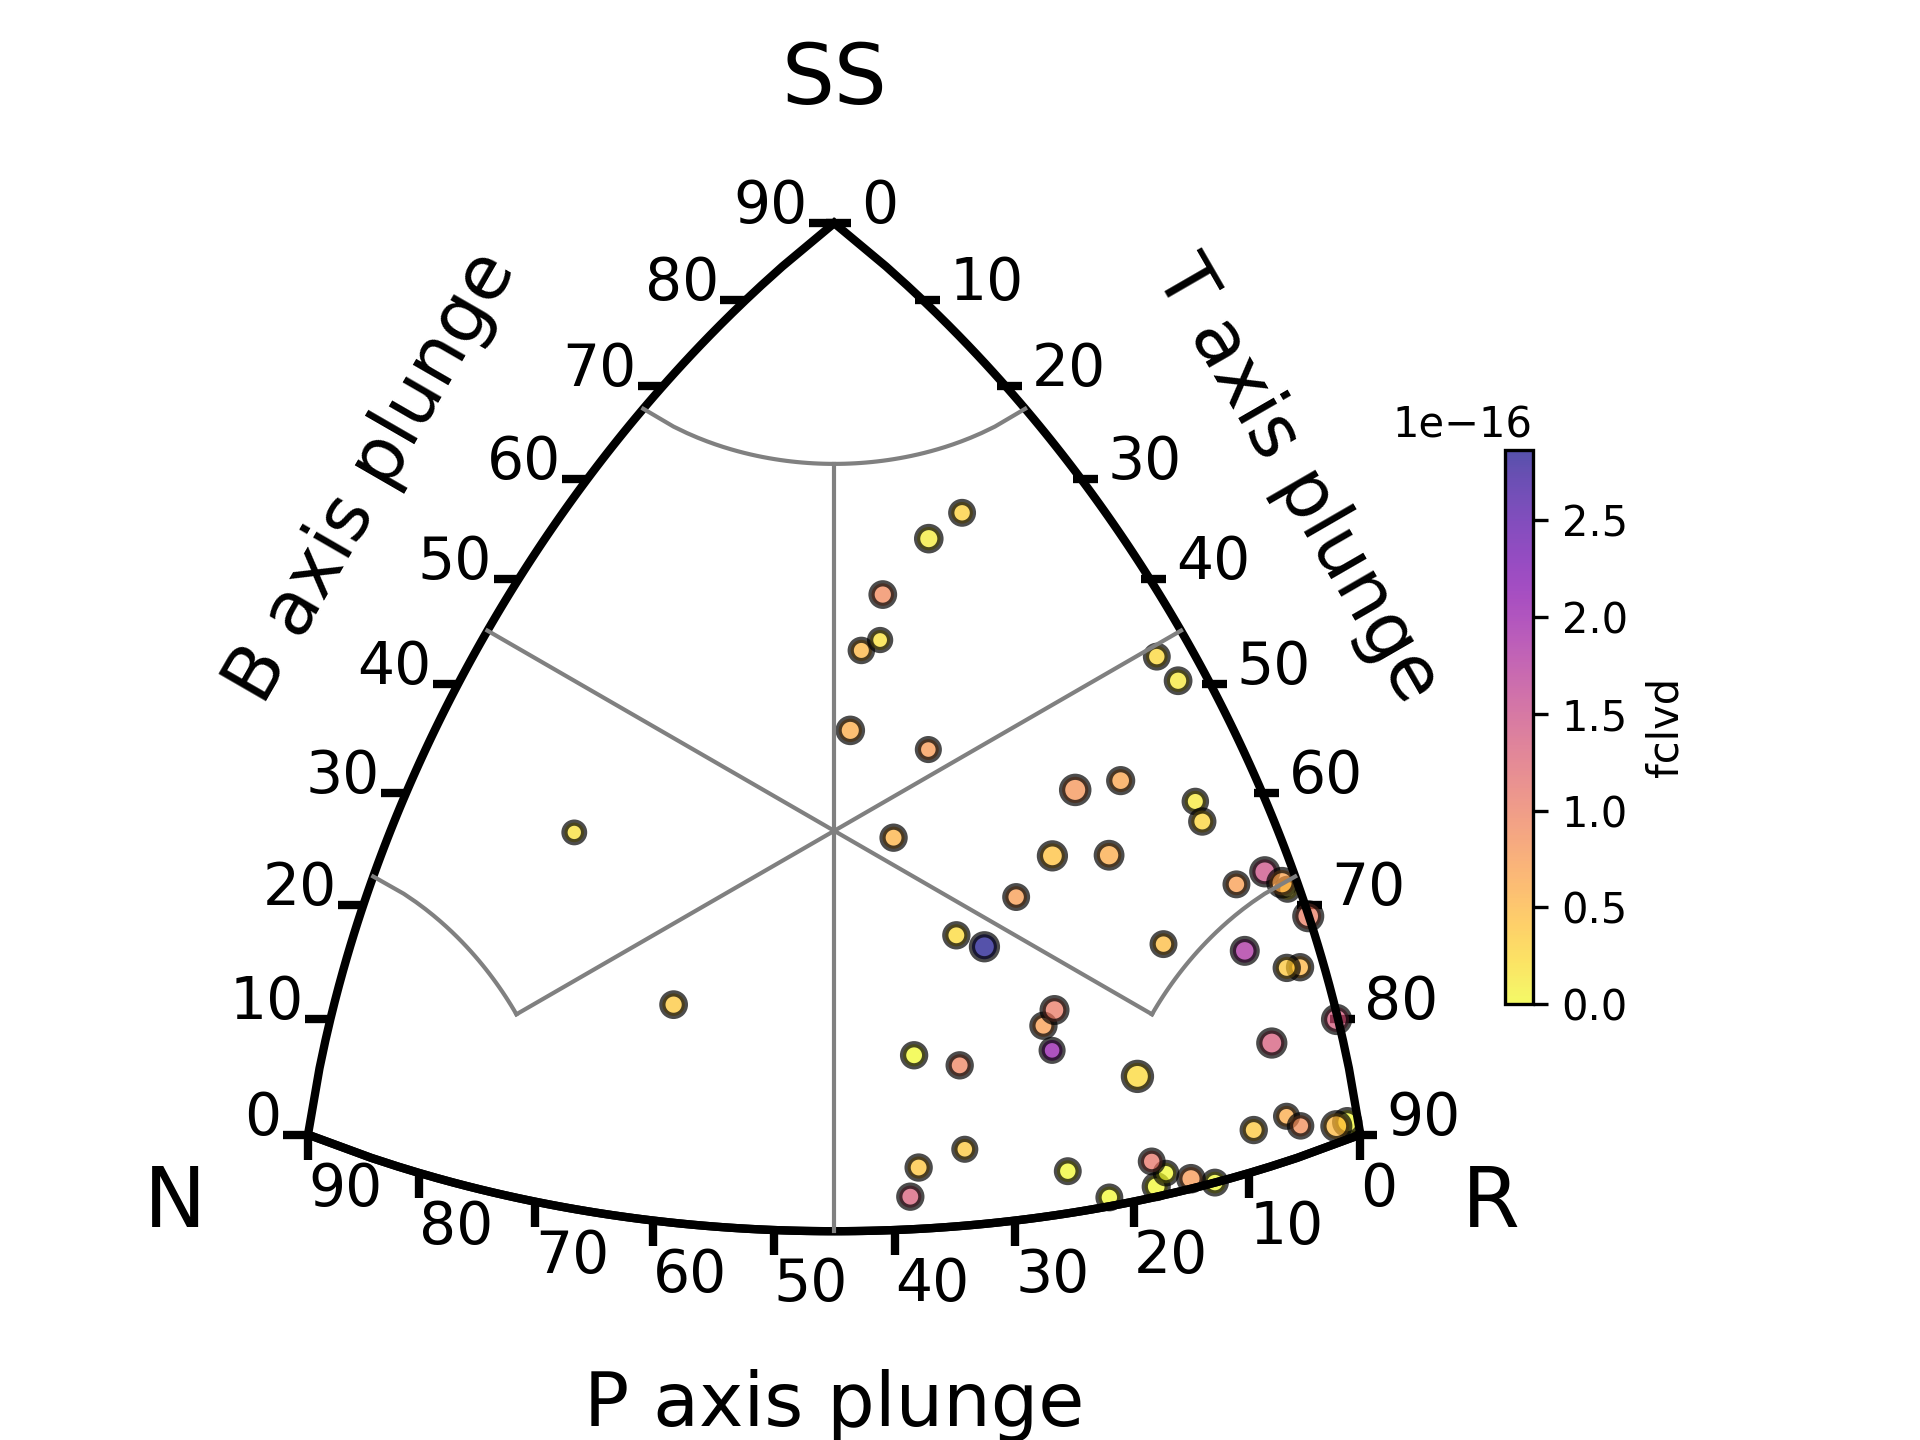 SS
90 0
80 10
70 20
60 30
50 40
40 50
30 60
20 70
10 80
0 90
B axis plunge
T axis plunge
N
R
90 80 70 60 50 40 30 20 10 0
P axis plunge
1e−16
2.5
2.0
1.5
1.0
0.5
0.0
fclvd